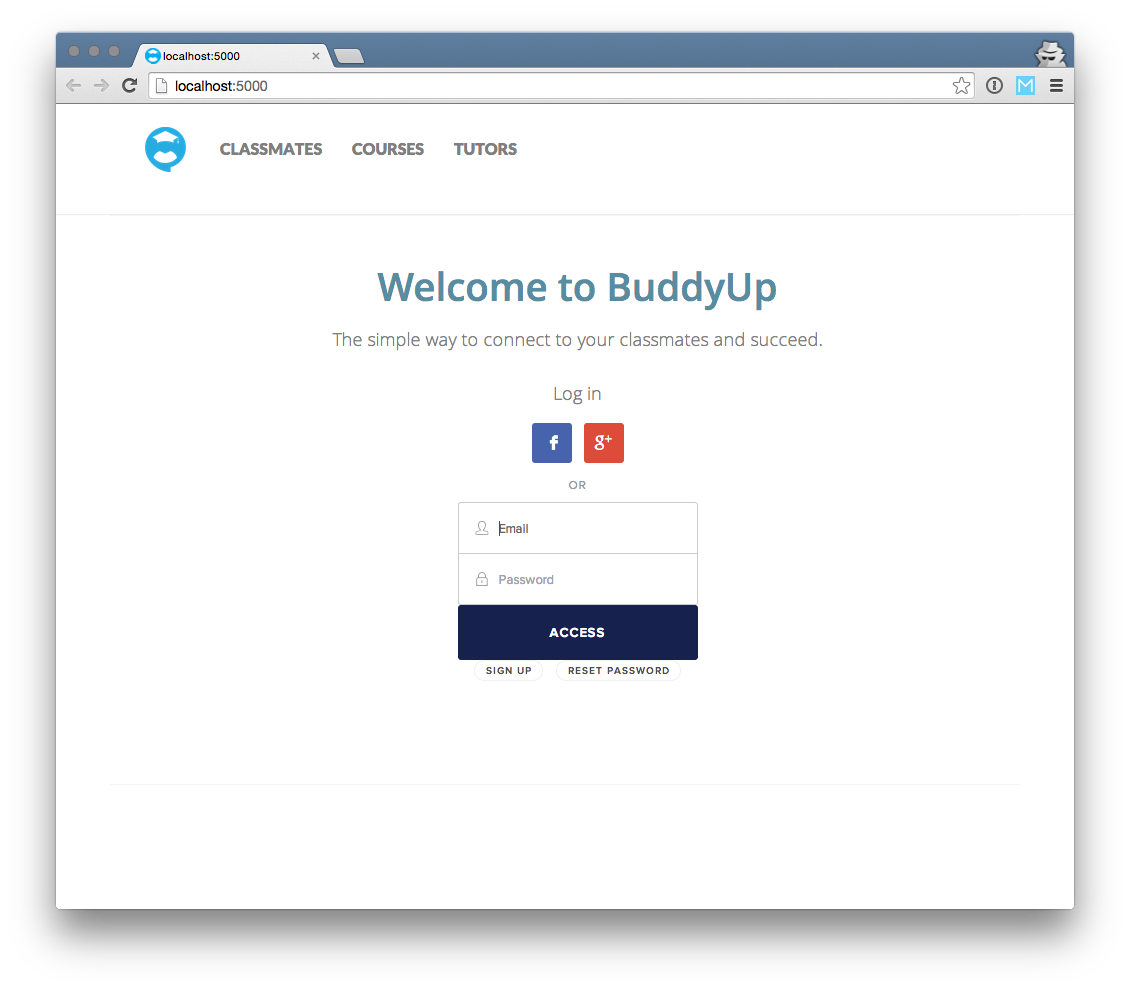 localhost:5000
localhost:5000
CLASSMATES COURSES TUTORS
Welcome to BuddyUp
The simple way to connect to your classmates and succeed.
Log in
f g+
OR
Email
Password
ACCESS
SIGN UP RESET PASSWORD